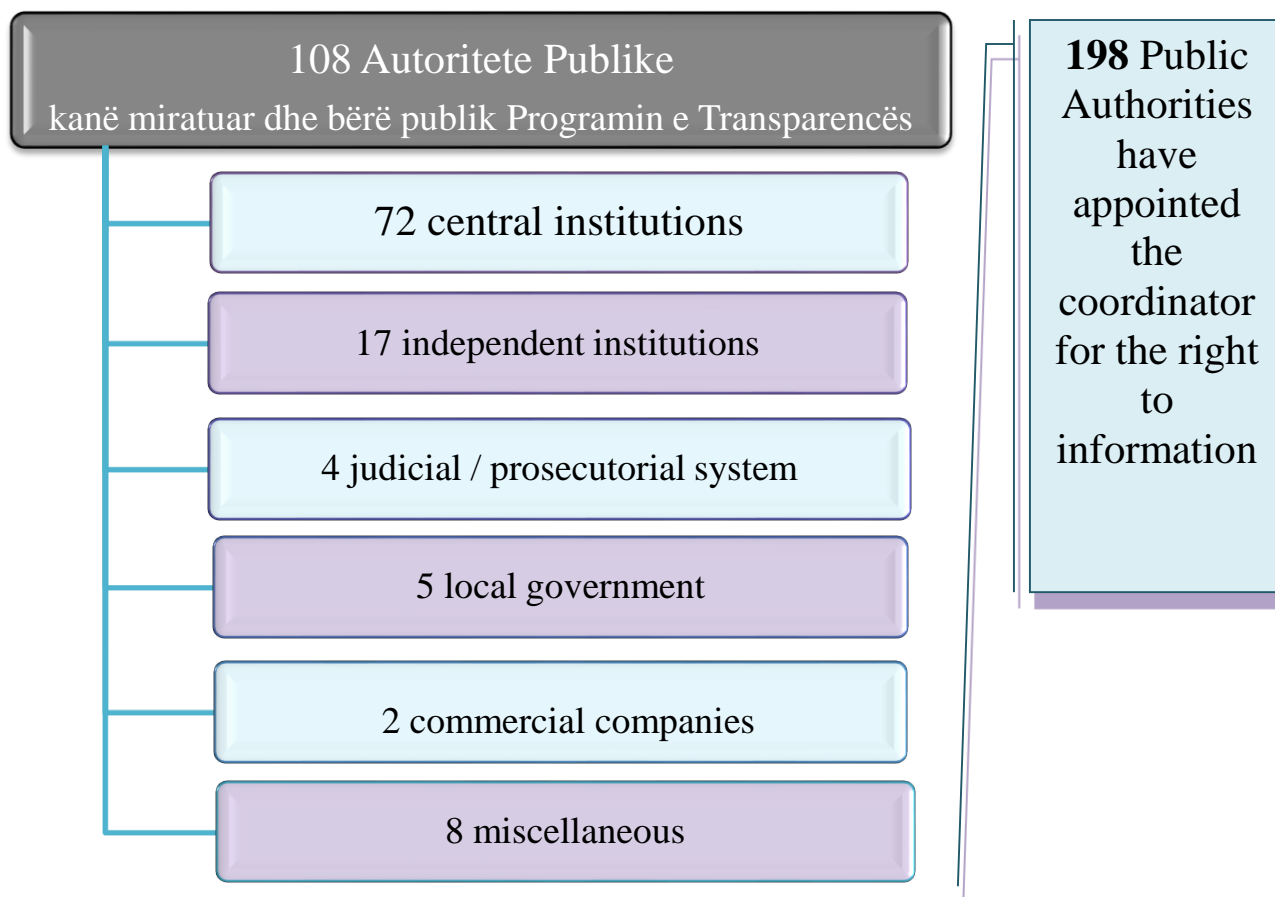 108 Autoritete Publike
kanë miratuar dhe bërë publik Programin e Transparencës
72 central institutions
17 independent institutions
4 judicial / prosecutorial system
5 local government
2 commercial companies
8 miscellaneous
198 Public
Authorities
have
appointed
the
coordinator
for the right
to
information